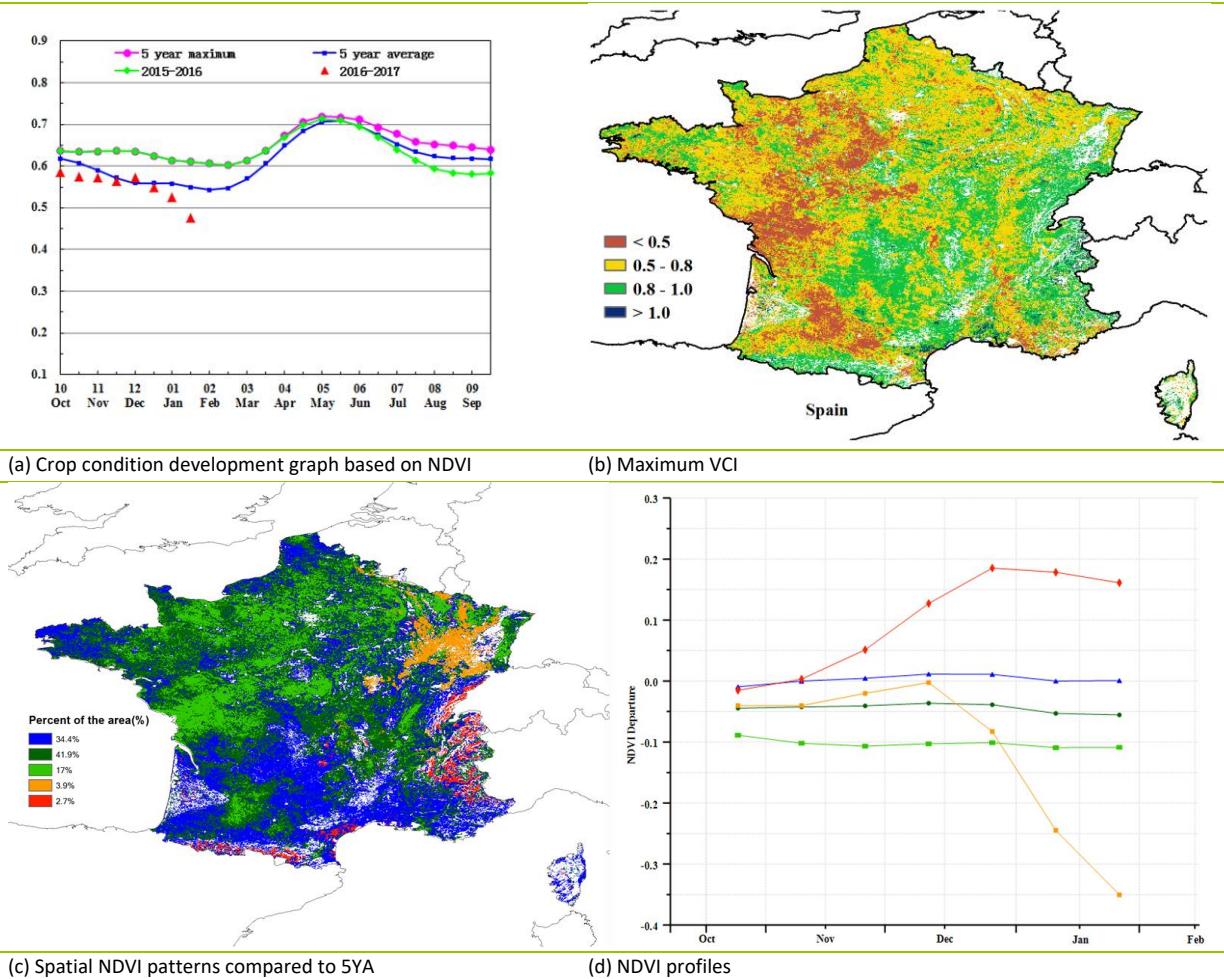 0.9
5 year maximum
5 year average
2015-2016
2016-2017
0.8
0.7
0.6
0.5
0.4
0.3
0.2
0.1
10 11 12 01 02 03 04 05 06 07 08 09
Oct Nov Dec Jan Feb Mar Apr May Jun Jul Aug Sep
< 0.5
0.5 - 0.8
0.8 - 1.0
> 1.0
Spain
(a) Crop condition development graph based on NDVI
(b) Maximum VCI
Percent of the area(%)
34.4%
41.9%
17%
3.9%
2.7%
0.3
0.2
0.1
0.0
-0.1
-0.2
-0.3
-0.4
NDVI Departure
Oct Nov Dec Jan Feb
(c) Spatial NDVI patterns compared to 5YA
(d) NDVI profiles